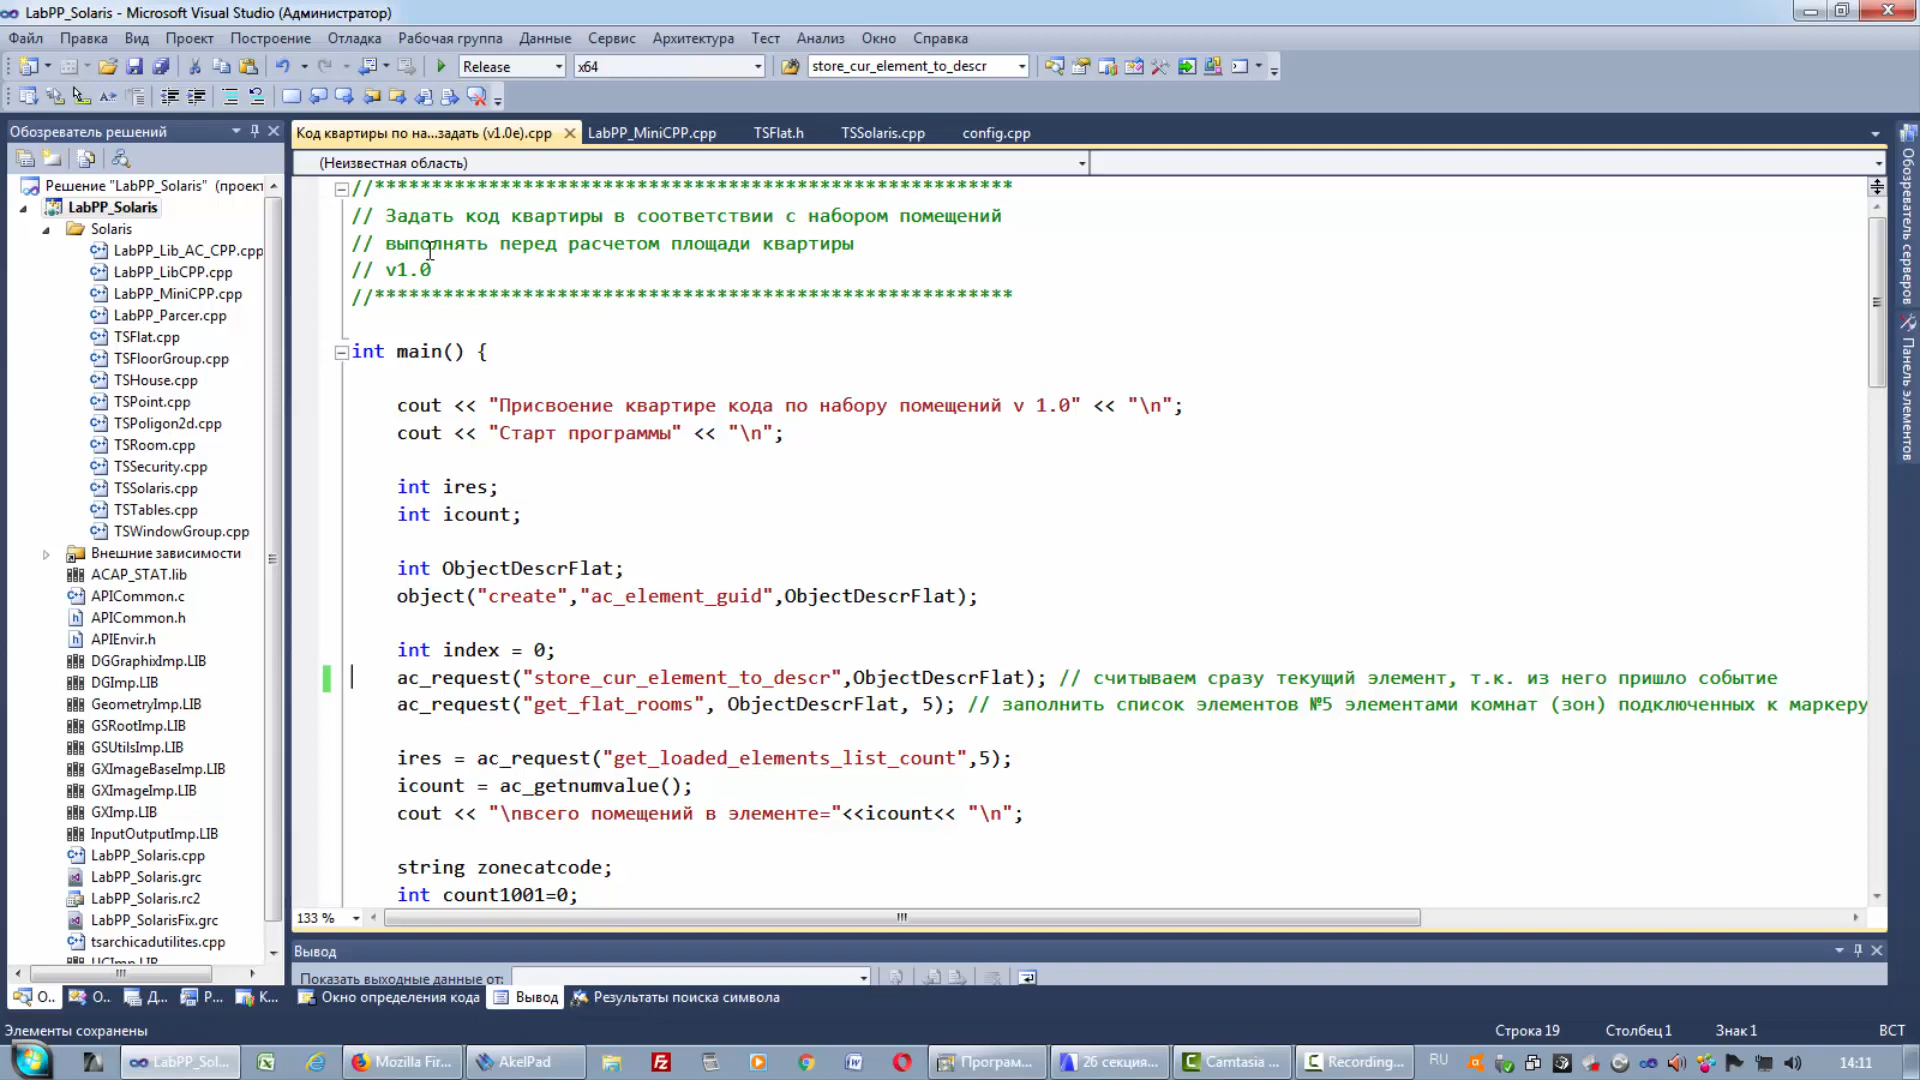 LabPP_Solaris - Microsoft Visual Studio (Администратор)
Файл Правка Вид Проект Построение Отладка Рабочая группа Данные Сервис Архитектура Тест Анализ Окно Справка
Release x64 store_cur_element_to_descr
Обозреватель решений
Код квартиры по на...задать (v1.0e).cpp LabPP_MiniCPP.cpp TSFlat.h TSSolaris.cpp config.cpp
(Неизвестная область)
Решение "LabPP_Solaris" (проект
LabPP_Solaris
Solaris
LabPP_Lib_AC_CPP.cpp
LabPP_LibCPP.cpp
LabPP_MiniCPP.cpp
LabPP_Parcer.cpp
TSFlat.cpp
TSFloorGroup.cpp
TSHouse.cpp
TSPoint.cpp
TSPoligon2d.cpp
TSRoom.cpp
TSSecurity.cpp
TSSolaris.cpp
TSTables.cpp
TSWindowGroup.cpp
Внешние зависимости
ACAP_STAT.lib
APICommon.c
APICommon.h
APIEnvir.h
DGGraphixImp.LIB
DGImp.LIB
GeometryImp.LIB
GSRootImp.LIB
GSUtilsImp.LIB
GXImageBaseImp.LIB
GXImageImp.LIB
GXImp.LIB
InputOutputImp.LIB
LabPP_Solaris.cpp
LabPP_Solaris.grc
LabPP_Solaris.rc2
LabPP_SolarisFix.grc
tsarchicadutilites.cpp
UCImp.LIB
//********************************************************
// Задать код квартиры в соответствии с набором помещений
// выполнять перед расчетом площади квартиры
// v1.0
//********************************************************
int main() {
cout << "Присвоение квартире кода по набору помещений v 1.0" << "\n";
cout << "Старт программы" << "\n";
int ires;
int icount;
int ObjectDescrFlat;
object("create","ac_element_guid",ObjectDescrFlat);
int index = 0;
ac_request("store_cur_element_to_descr",ObjectDescrFlat); // считываем сразу текущий элемент, т.к. из него пришло событие
ac_request("get_flat_rooms", ObjectDescrFlat, 5); // заполнить список элементов №5 элементами комнат (зон) подключенных к маркеру
ires = ac_request("get_loaded_elements_list_count",5);
icount = ac_getnumvalue();
cout << "\nвсего помещений в элементе="<<icount<< "\n";
string zonecatcode;
int count1001=0;
133 %
Обозреватель серверов
Панель элементов
Вывод
Показать выходные данные от:
О.. О.. Д... Р... К...
Окно определения кода Вывод Результаты поиска символа
Элементы сохранены Строка 19 Столбец 1 Знак 1 ВСТ
LabPP_Sol... Mozilla Fir... AkelPad Програм... 26 секция... Camtasia ... Recording... RU 14:11